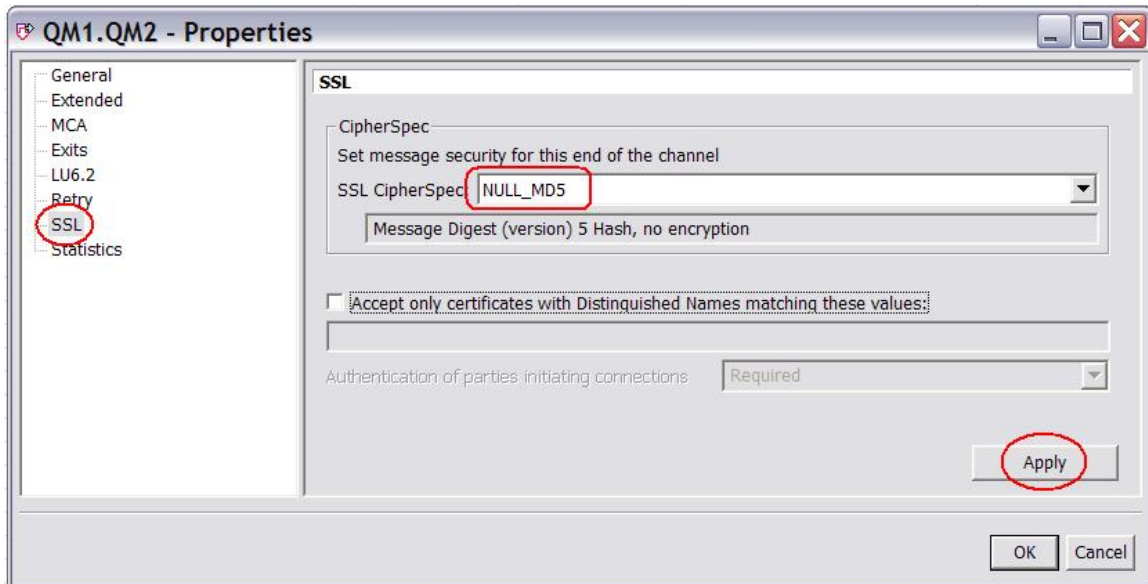 QM1.QM2 - Properties
General
Extended
MCA
Exits
LU6.2
Retry
SSL
Statistics
SSL
CipherSpec
Set message security for this end of the channel
SSL CipherSpec: NULL_MD5
Message Digest (version) 5 Hash, no encryption
Accept only certificates with Distinguished Names matching these values:
Authentication of parties initiating connections Required
Apply
OK Cancel